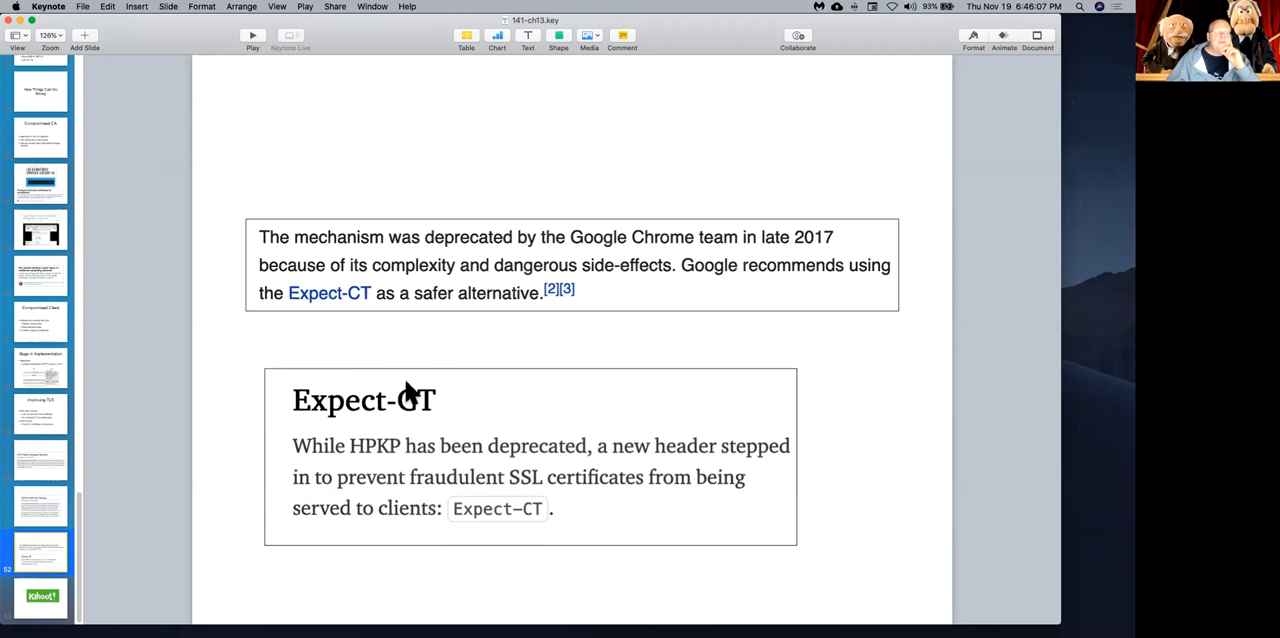 Keynote File Edit Insert Slide Format Arrange View Play Share Window Help
93% Thu Nov 19 6:46:07 PM
141-ch13.key
126%
View Zoom Add Slide
Play Keynote Live
Table Chart Text Shape Media Comment
Collaborate
Format Animate Document
How Things Can Go
Wrong
Compromised CA
Compromised Client
Improving TLS
52
Kahoot!
The mechanism was deprecated by the Google Chrome team in late 2017
because of its complexity and dangerous side-effects. Google recommends using
the Expect-CT as a safer alternative.[2][3]
Expect-CT
While HPKP has been deprecated, a new header stepped
in to prevent fraudulent SSL certificates from being
served to clients: Expect-CT.